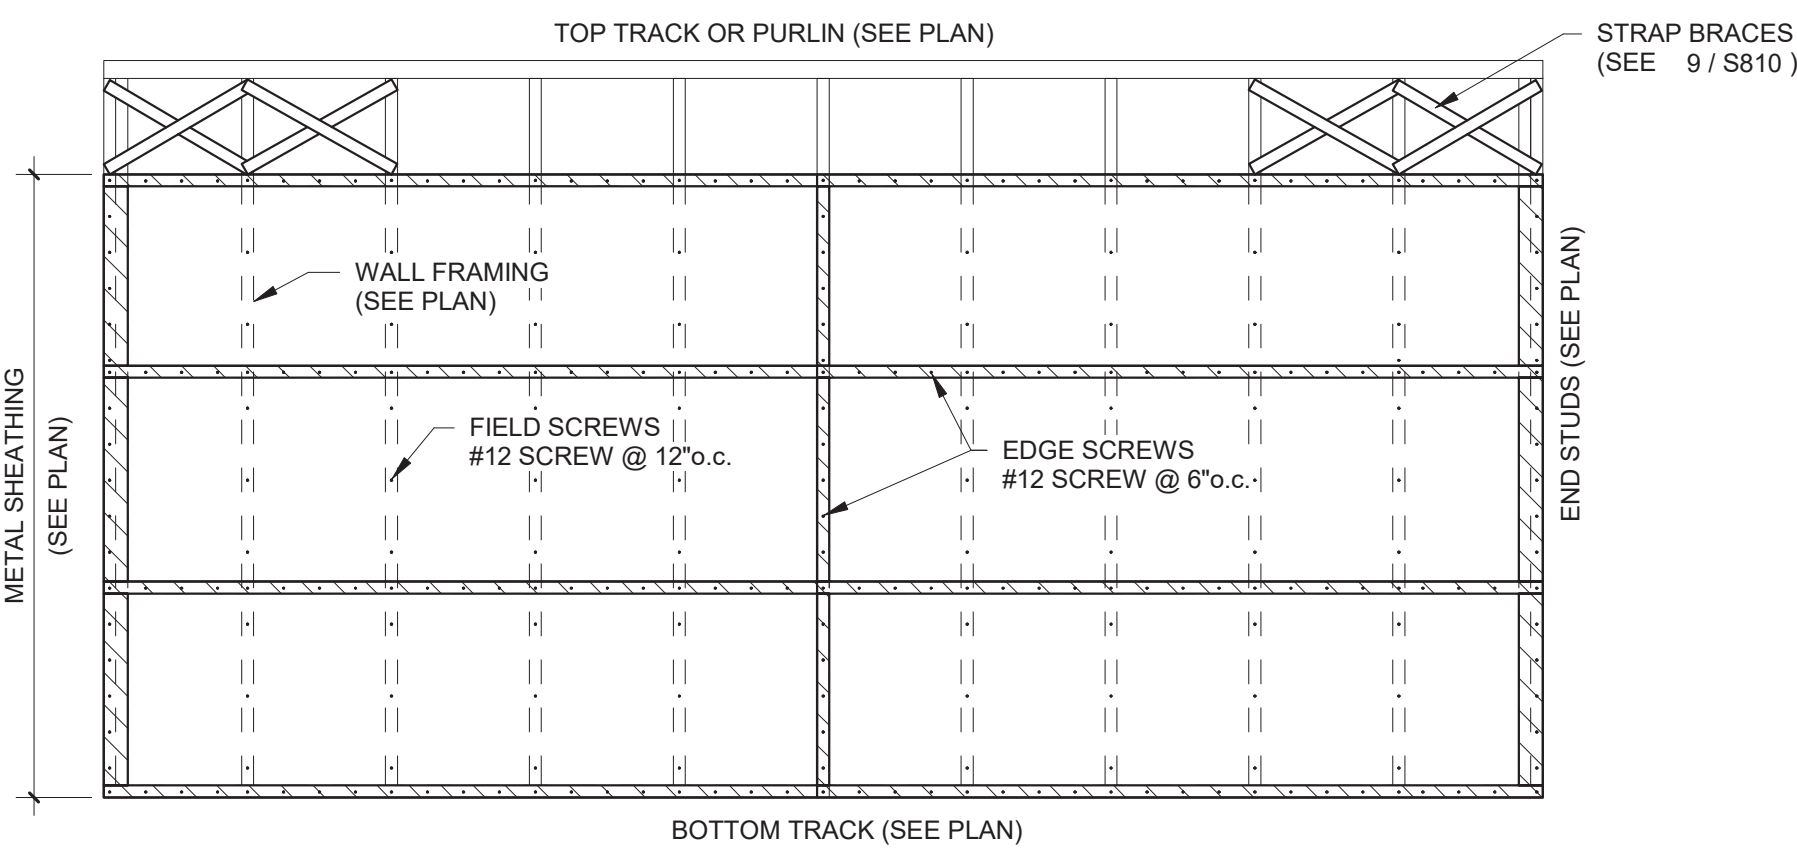 TOP TRACK OR PURLIN (SEE PLAN)
STRAP BRACES
(SEE 9 / S810 )
WALL FRAMING
(SEE PLAN)
METAL SHEATHING
(SEE PLAN)
FIELD SCREWS
#12 SCREW @ 12"o.c.
EDGE SCREWS
#12 SCREW @ 6"o.c.
END STUDS (SEE PLAN)
BOTTOM TRACK (SEE PLAN)